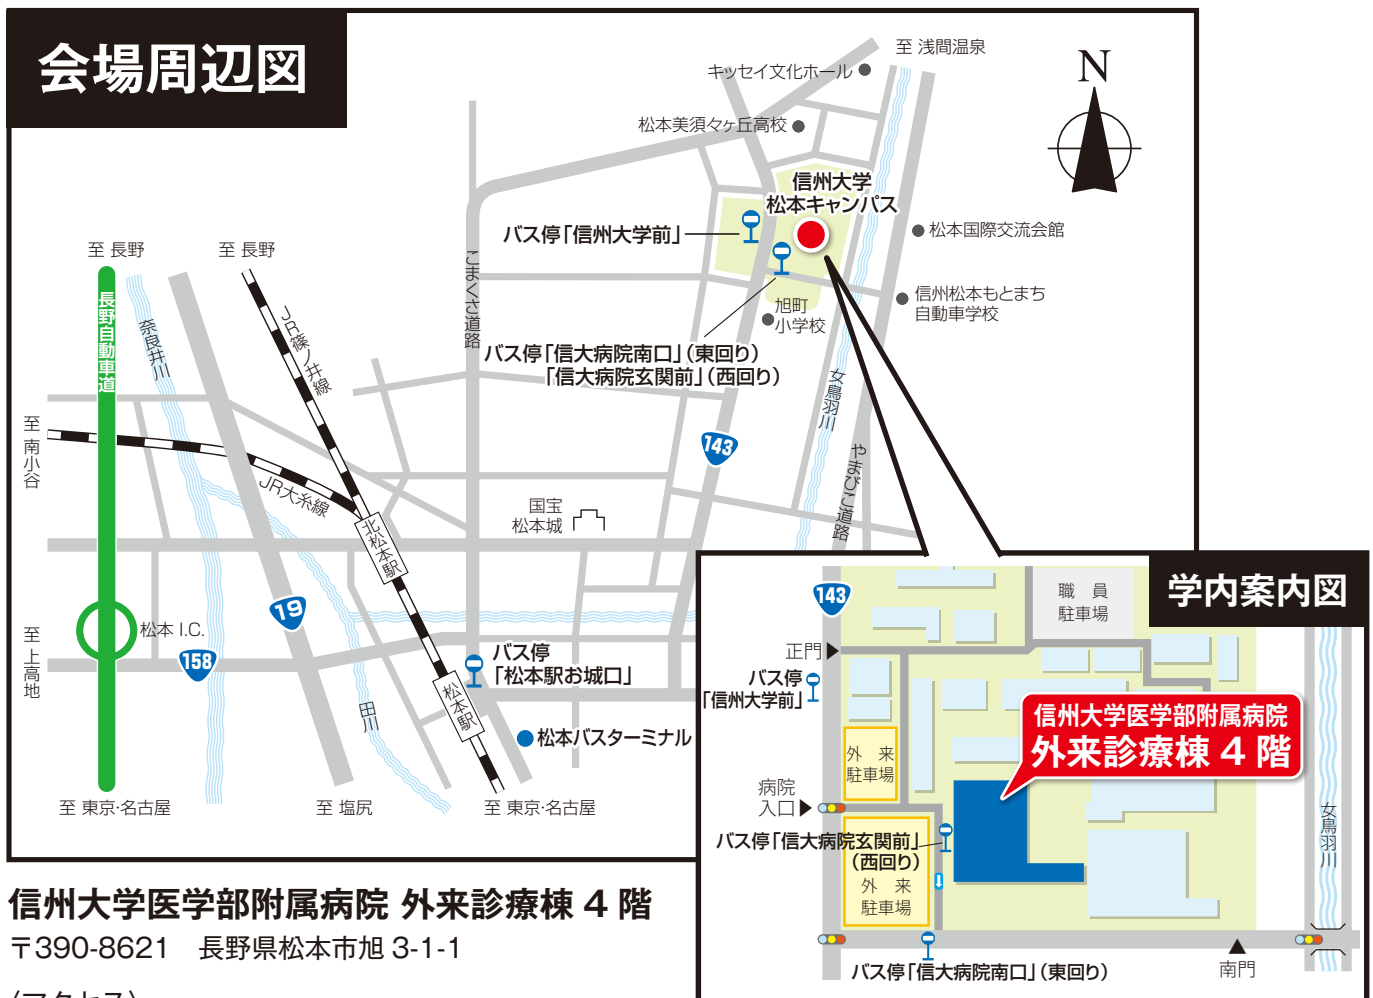 会場周辺図
至 浅間温泉
キッセイ文化ホール
N
松本美須々ヶ丘高校
信州大学
松本キャンパス
バス停「信州大学前」
松本国際交流会館
至 長野
至 長野
こまくさ道路
信州松本もとまち
自動車学校
旭町
小学校
長野自動車道
奈良井川
JR篠ノ井線
バス停「信大病院南口」(東回り)
「信大病院玄関前」(西回り)
女鳥羽川
至 南小谷
143
やまびこ道路
JR大糸線
国宝
松本城
北松本駅
19
松本 I.C.
至 上高地
158
バス停
「松本駅お城口」
松本駅
田川
松本バスターミナル
至 東京・名古屋
至 塩尻
至 東京・名古屋
学内案内図
143
職 員
駐車場
正門
バス停
「信州大学前」
信州大学医学部附属病院
外来診療棟 4 階
外 来
駐車場
病院
入口
女鳥羽川
バス停「信大病院玄関前」
(西回り)
外 来
駐車場
バス停「信大病院南口」(東回り)
南門
信州大学医学部附属病院 外来診療棟 4 階
〒390-8621 長野県松本市旭 3-1-1